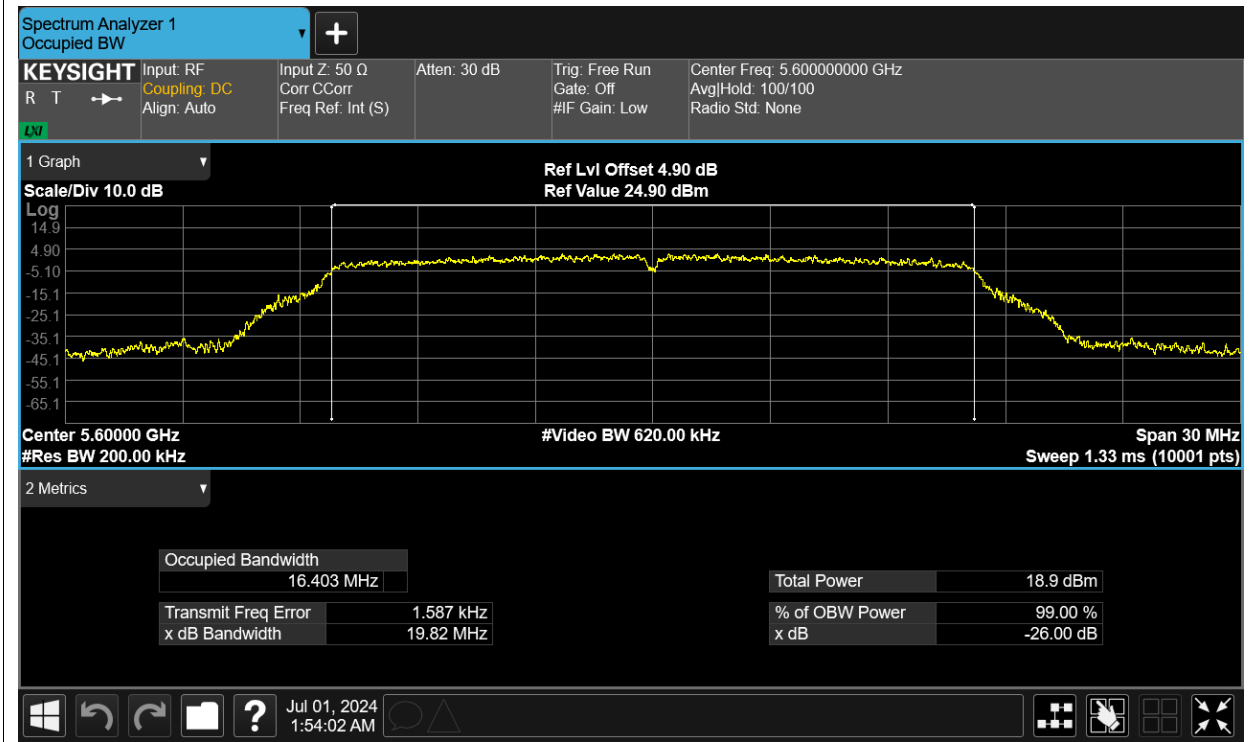 Spectrum Analyzer 1
Occupied BW
KEYSIGHT
R T
LXI
Input: RF
Coupling: DC
Align: Auto
Input Z: 50 Ω
Corr CCorr
Freq Ref: Int (S)
Atten: 30 dB
Trig: Free Run
Gate: Off
#IF Gain: Low
Center Freq: 5.600000000 GHz
Avg|Hold: 100/100
Radio Std: None
1 Graph
Scale/Div 10.0 dB
Ref Lvl Offset 4.90 dB
Ref Value 24.90 dBm
Log
14.9
4.90
-5.10
-15.1
-25.1
-35.1
-45.1
-55.1
-65.1
Center 5.60000 GHz
#Video BW 620.00 kHz
Span 30 MHz
#Res BW 200.00 kHz
Sweep 1.33 ms (10001 pts)
2 Metrics
Occupied Bandwidth
16.403 MHz
Total Power 18.9 dBm
Transmit Freq Error 1.587 kHz
% of OBW Power 99.00 %
x dB Bandwidth 19.82 MHz
x dB -26.00 dB
?
Jul 01, 2024
1:54:02 AM